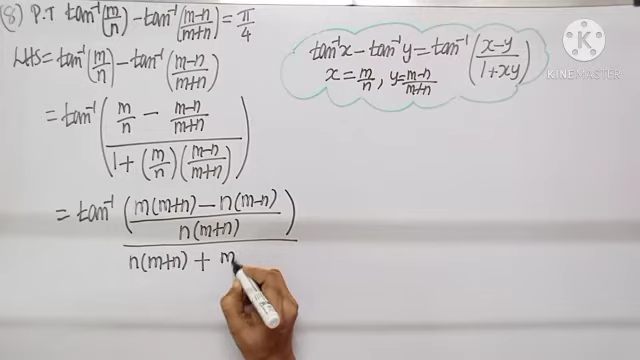 (8) P.T tan⁻¹(m/n) − tan⁻¹((m−n)/(m+n)) = π/4
LHS = tan⁻¹(m/n) − tan⁻¹((m−n)/(m+n))
= tan⁻¹((m/n − (m−n)/(m+n))/(1 + (m/n)((m−n)/(m+n))))
= tan⁻¹((m(m+n) − n(m−n))/(n(m+n)))
n(m+n) + m
tan⁻¹x − tan⁻¹y = tan⁻¹((x−y)/(1+xy))
x = m/n, y = (m−n)/(m+n)
KINEMASTER